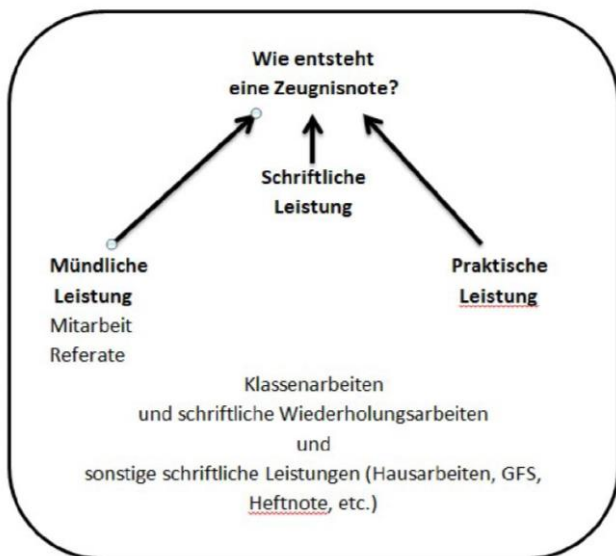 Wie entsteht
eine Zeugnisnote?
Schriftliche
Leistung
Mündliche
Leistung
Mitarbeit
Referate
Praktische
Leistung
Klassenarbeiten
und schriftliche Wiederholungsarbeiten
und
sonstige schriftliche Leistungen (Hausarbeiten, GFS,
Heftnote, etc.)